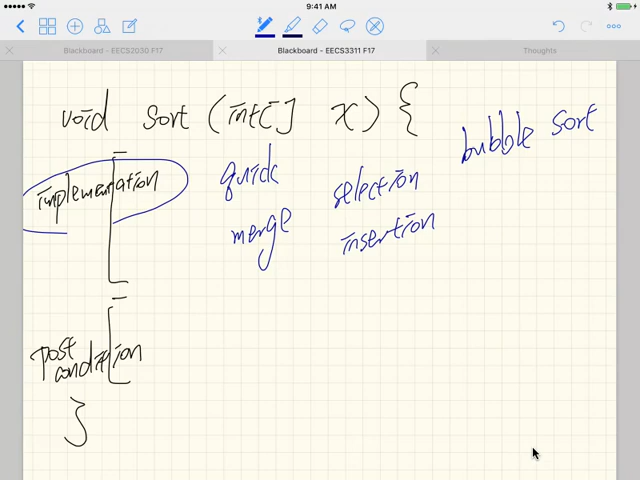 9:41 AM
Blackboard - EECS2030 F17
Blackboard - EECS3311 F17
Thoughts
void sort (int[] x) {
bubble sort
implementation
quick selection
merge insertion
post
condition
}